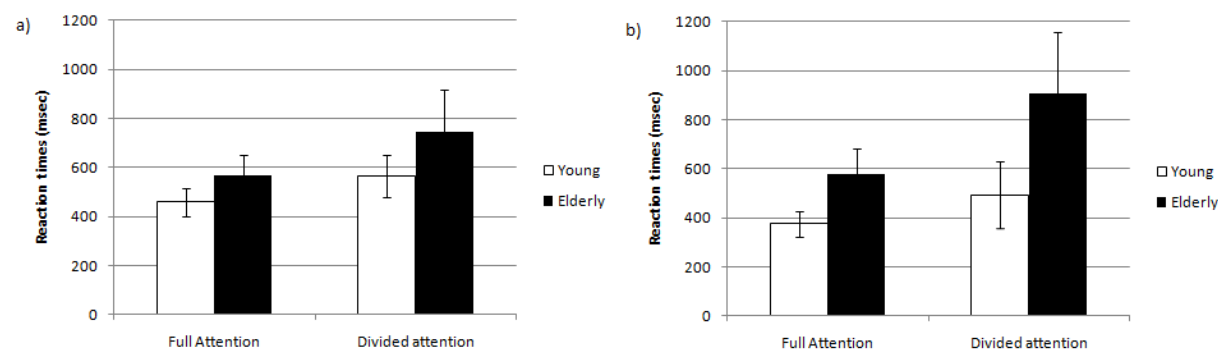 a)
Reaction times (msec)
1200
1000
800
600
400
200
0
Full Attention
Divided attention
Young
Elderly
b)
Reaction times (msec)
1200
1000
800
600
400
200
0
Full Attention
Divided attention
Young
Elderly